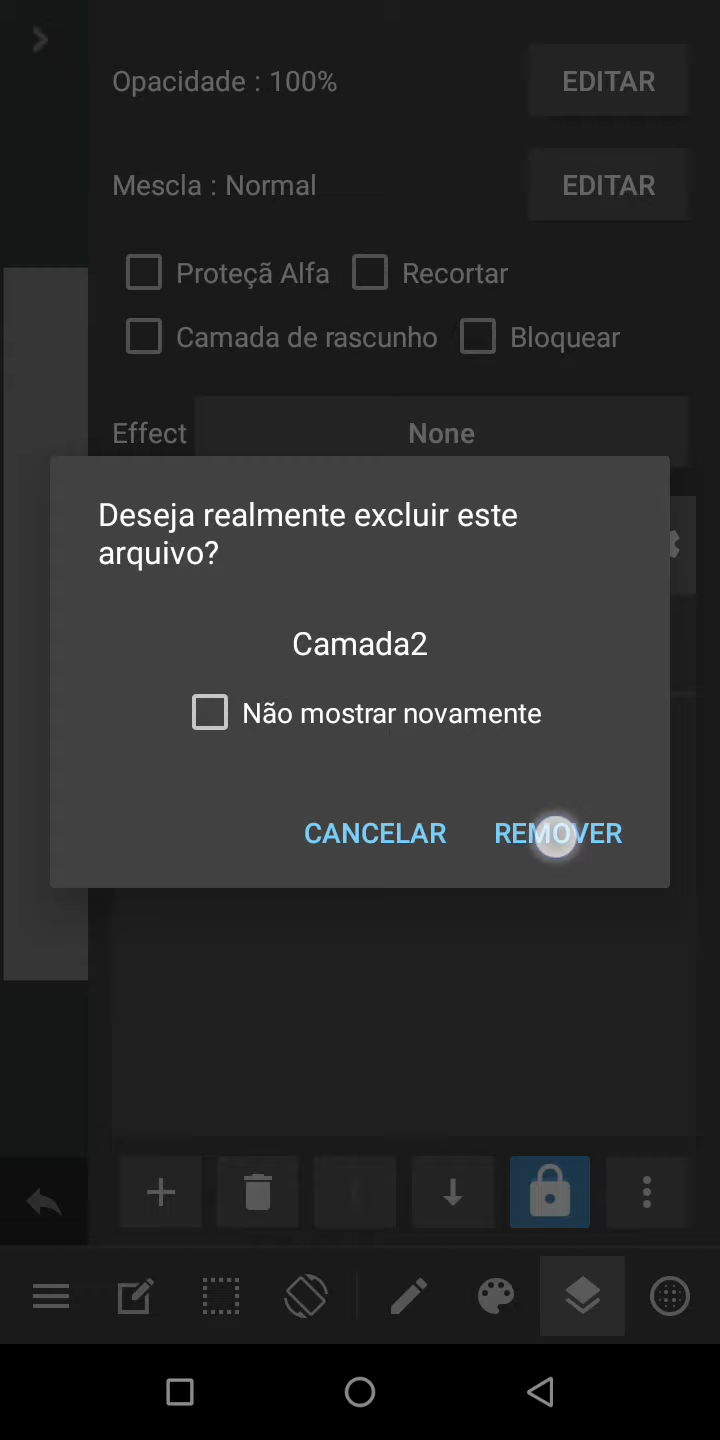 Opacidade : 100%
EDITAR
Mescla : Normal
EDITAR
Proteçã Alfa
Recortar
Camada de rascunho
Bloquear
Effect
None
Deseja realmente excluir este
arquivo?
Camada2
Não mostrar novamente
CANCELAR
REMOVER